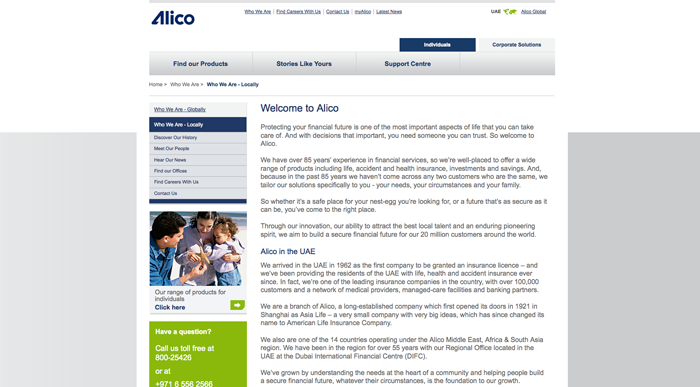 Alico
Who We Are | Find Careers With Us | Contact Us | myAlico | Latest News
UAE Alico Global
Individuals Corporate Solutions
Find our Products Stories Like Yours Support Centre
Home > Who We Are > Who We Are - Locally
Who We Are - Globally
Who We Are - Locally
Discover Our History
Meet Our People
Hear Our News
Find our Offices
Find Careers With Us
Contact Us
Our range of products for
individuals
Click here
Have a question?
Call us toll free at
800-25426
or at
+971 6 556 2566
Welcome to Alico
Protecting your financial future is one of the most important aspects of life that you can take
care of. And with decisions that important, you need someone you can trust. So welcome to
Alico.
We have over 85 years' experience in financial services, so we're well-placed to offer a wide
range of products including life, accident and health insurance, investments and savings. And,
because in the past 85 years we haven't come across any two customers who are the same, we
tailor our solutions specifically to you - your needs, your circumstances and your family.
So whether it's a safe place for your nest-egg you're looking for, or a future that's as secure as it
can be, you've come to the right place.
Through our innovation, our ability to attract the best local talent and an enduring pioneering
spirit, we aim to build a secure financial future for our 20 million customers around the world.
Alico in the UAE
We arrived in the UAE in 1962 as the first company to be granted an insurance licence – and
we've been providing the residents of the UAE with life, health and accident insurance ever
since. In fact, we're one of the leading insurance companies in the country, with over 100,000
customers and a network of medical providers, managed-care facilities and banking partners.
We are a branch of Alico, a long-established company which first opened its doors in 1921 in
Shanghai as Asia Life – a very small company with very big ideas, which has since changed its
name to American Life Insurance Company.
We also are one of the 14 countries operating under the Alico Middle East, Africa & South Asia
region. We have been in the region for over 55 years with our Regional Office located in the
UAE at the Dubai International Financial Centre (DIFC).
We've grown by understanding the needs at the heart of a community and helping people build
a secure financial future, whatever their circumstances, is the foundation to our growth.